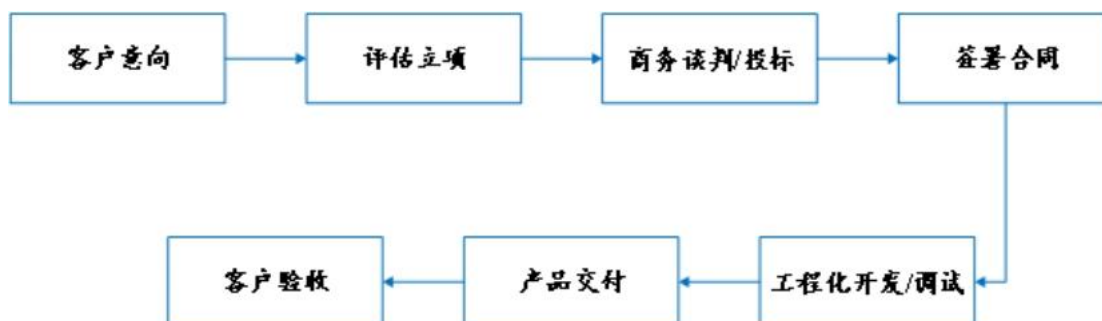 客户意向
评估立项
商务谈判/投标
签署合同
工程化开发/调试
产品交付
客户验收